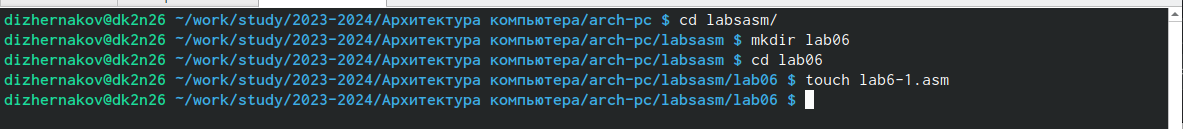 dizhernakov@dk2n26 ~/work/study/2023-2024/Архитектура компьютера/arch-pc $ cd labsasm/
dizhernakov@dk2n26 ~/work/study/2023-2024/Архитектура компьютера/arch-pc/labsasm $ mkdir lab06
dizhernakov@dk2n26 ~/work/study/2023-2024/Архитектура компьютера/arch-pc/labsasm $ cd lab06
dizhernakov@dk2n26 ~/work/study/2023-2024/Архитектура компьютера/arch-pc/labsasm/lab06 $ touch lab6-1.asm
dizhernakov@dk2n26 ~/work/study/2023-2024/Архитектура компьютера/arch-pc/labsasm/lab06 $